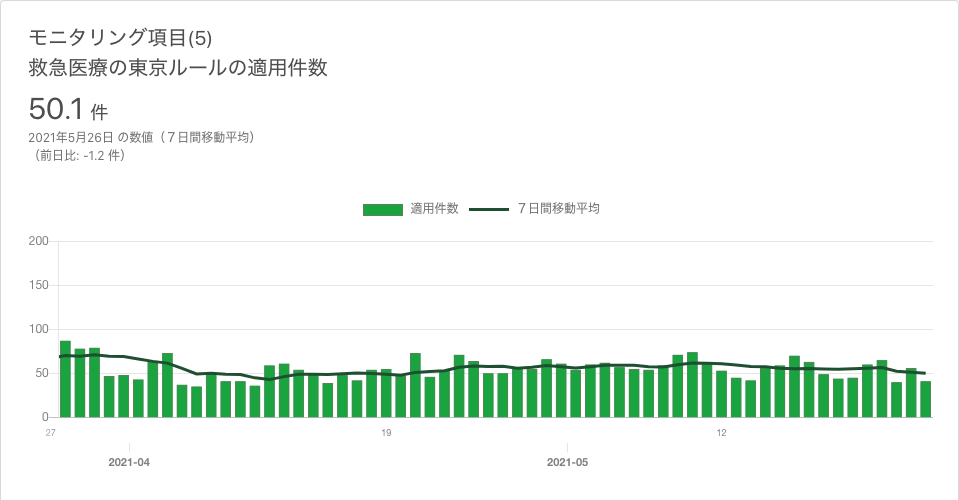 モニタリング項目(5)
救急医療の東京ルールの適用件数
50.1 件
2021年5月26日 の数値（７日間移動平均）
（前日比: -1.2 件）
適用件数 ７日間移動平均
200
150
100
50
0
27 19 12
2021-04 2021-05